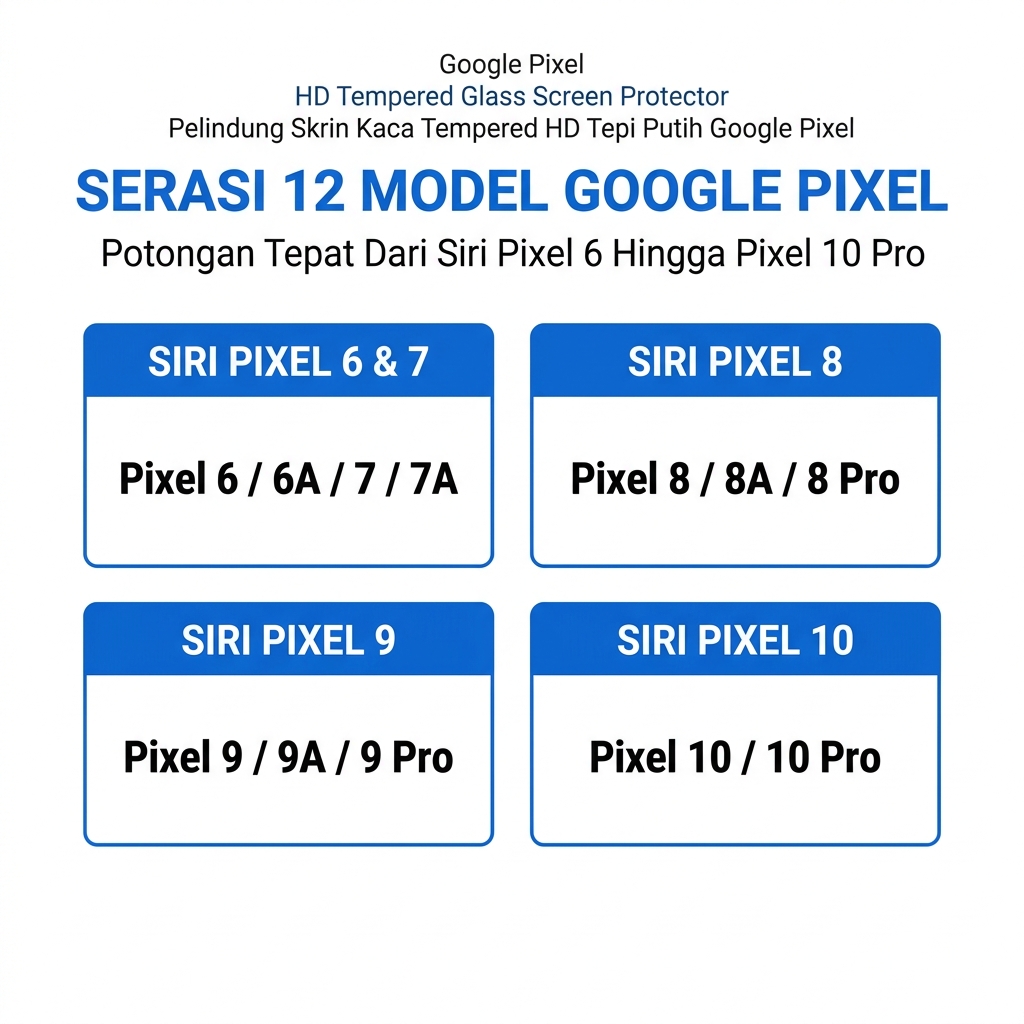 Google Pixel
HD Tempered Glass Screen Protector
Pelindung Skrin Kaca Tempered HD Tepi Putih Google Pixel
SERASI 12 MODEL GOOGLE PIXEL
Potongan Tepat Dari Siri Pixel 6 Hingga Pixel 10 Pro
SIRI PIXEL 6 & 7
Pixel 6 / 6A / 7 / 7A
SIRI PIXEL 8
Pixel 8 / 8A / 8 Pro
SIRI PIXEL 9
Pixel 9 / 9A / 9 Pro
SIRI PIXEL 10
Pixel 10 / 10 Pro